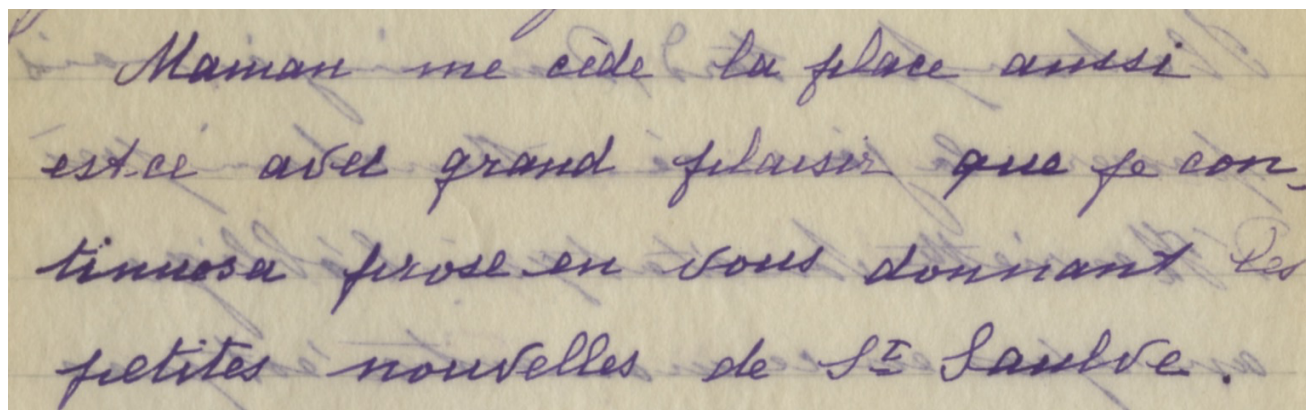 Maman me cède la place aussi
est.ce avec grand plaisir que je con,
tinuesa prose en vous donnant les
petites nouvelles de St Saulve.